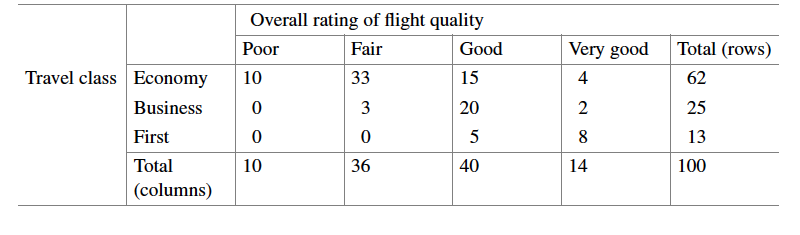 Overall rating of flight quality
Poor Fair Good Very good Total (rows)
Travel class Economy 10 33 15 4 62
Business 0 3 20 2 25
First 0 0 5 8 13
Total 10 36 40 14 100
(columns)